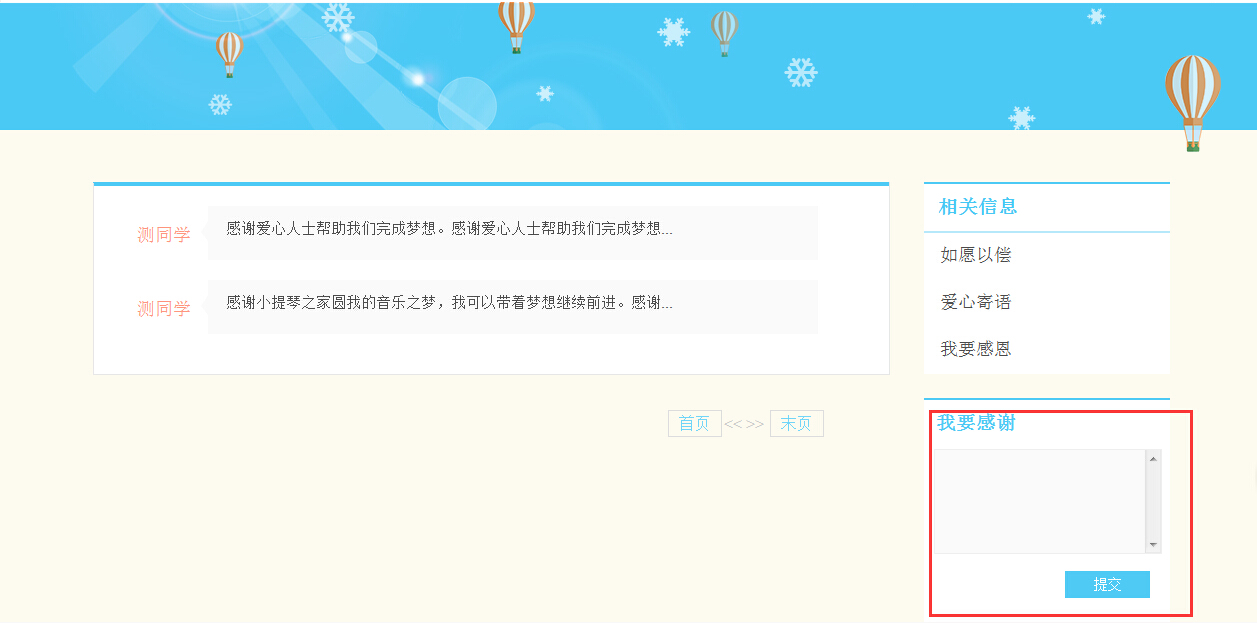 测同学
感谢爱心人士帮助我们完成梦想。感谢爱心人士帮助我们完成梦想...
测同学
感谢小提琴之家圆我的音乐之梦，我可以带着梦想继续前进。感谢...
首页 << >> 末页
相关信息
如愿以偿
爱心寄语
我要感恩
我要感谢
提交